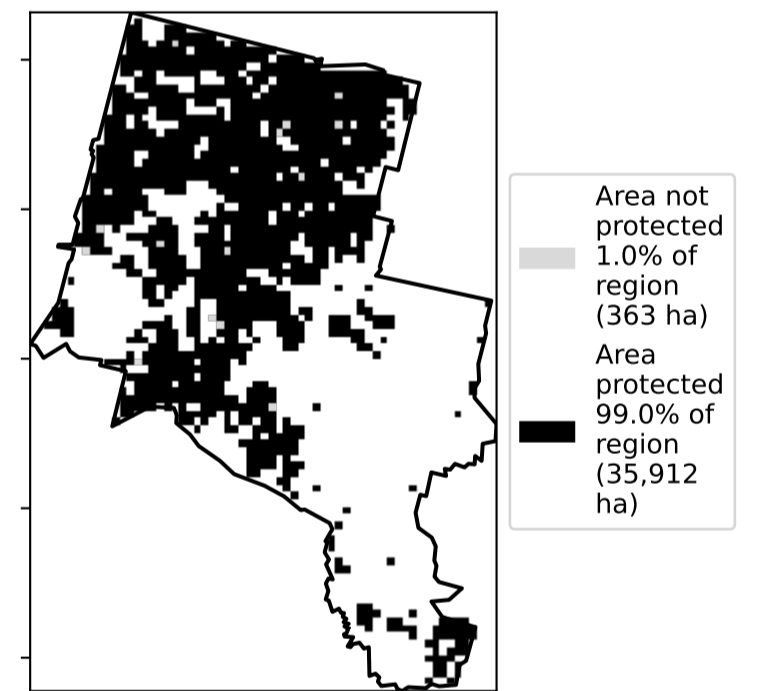 Area not
protected
1.0% of
region
(363 ha)
Area
protected
99.0% of
region
(35,912
ha)